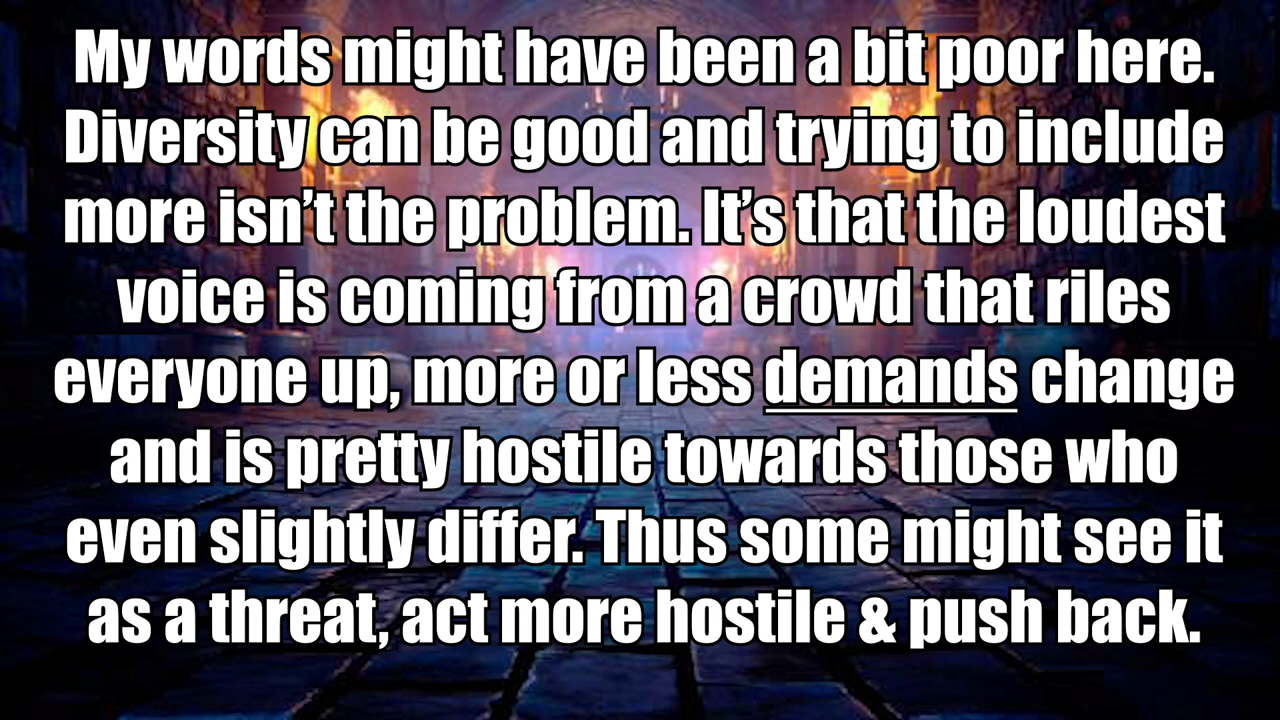 My words might have been a bit poor here.
Diversity can be good and trying to include
more isn’t the problem. It’s that the loudest
voice is coming from a crowd that riles
everyone up, more or less demands change
and is pretty hostile towards those who
even slightly differ. Thus some might see it
as a threat, act more hostile & push back.